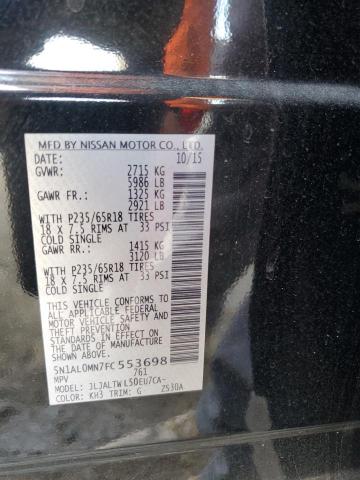 MFD BY NISSAN MOTOR CO., LTD.
DATE: 10/15
GVWR: 2715 KG
5986 LB
GAWR FR.: 1325 KG
2921 LB
WITH P235/65R18 TIRES
18 X 7.5 RIMS AT 33 PSI
COLD SINGLE
GAWR RR.: 1415 KG
3120 LB
WITH P235/65R18 TIRES
18 X 7.5 RIMS AT 33 PSI
COLD SINGLE
THIS VEHICLE CONFORMS TO
ALL APPLICABLE FEDERAL
MOTOR VEHICLE SAFETY
AND THEFT PREVENTION
STANDARDS IN EFFECT ON
THE DATE OF MANUFACTURE
SHOWN ABOVE.
5N1AL0MN7FC553698
MPV 761
MODEL: JLJALTWL50EU7CA-
COLOR: KH3 TRIM: G ZS30A